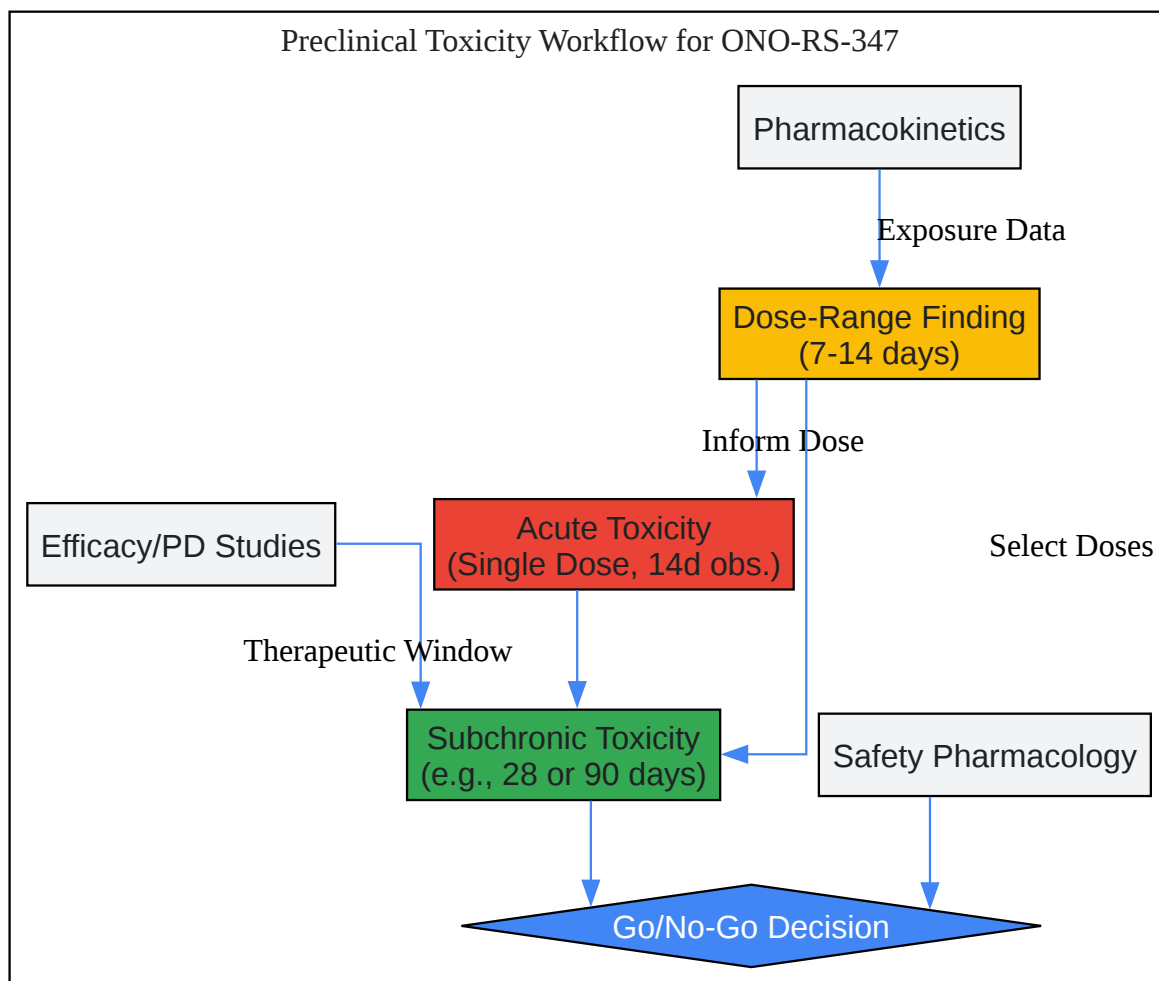 Preclinical Toxicity Workflow for ONO-RS-347
Pharmacokinetics
Exposure Data
Dose-Range Finding
(7-14 days)
Inform Dose
Acute Toxicity
(Single Dose, 14d obs.)
Efficacy/PD Studies
Select Doses
Therapeutic Window
Subchronic Toxicity
(e.g., 28 or 90 days)
Safety Pharmacology
Go/No-Go Decision